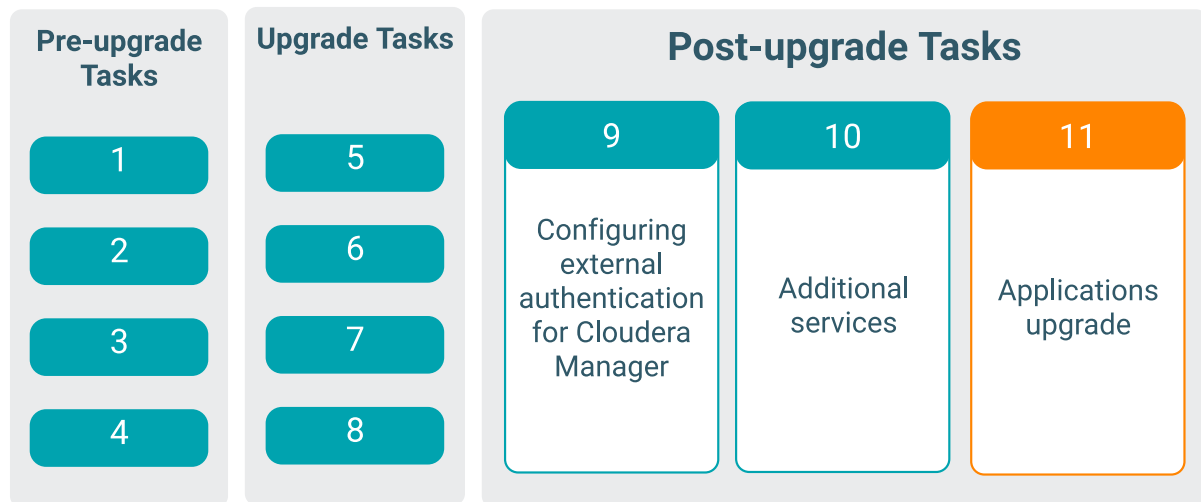 Pre-upgrade
Tasks
1
2
3
4
Upgrade Tasks
5
6
7
8
Post-upgrade Tasks
9
Configuring
external
authentication
for Cloudera
Manager
10
Additional
services
11
Applications
upgrade